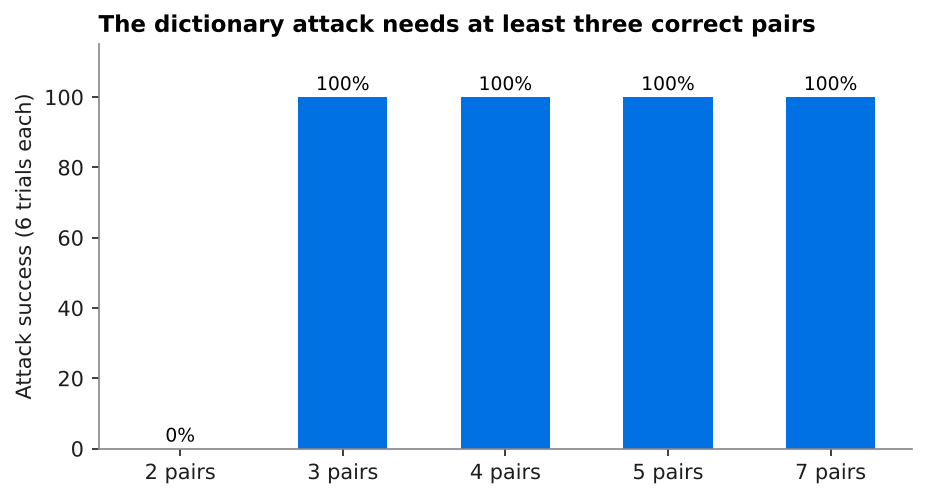 The dictionary attack needs at least three correct pairs
Attack success (6 trials each)
100
80
60
40
20
0
0%
100%
100%
100%
100%
2 pairs
3 pairs
4 pairs
5 pairs
7 pairs